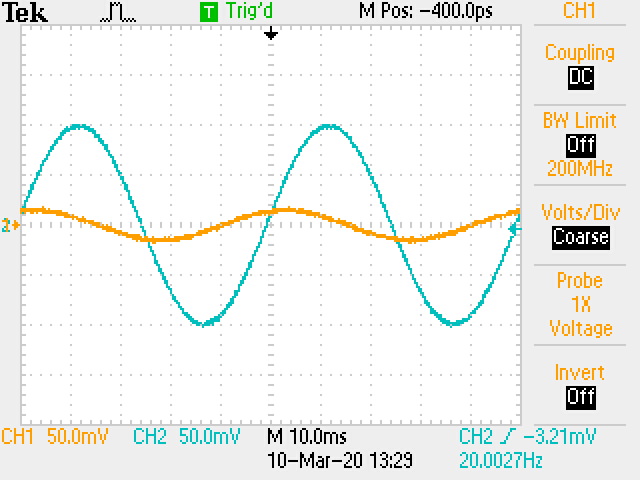 Tek T Trig'd M Pos: -400.0ps CH1
Coupling
DC
BW Limit
Off
200MHz
Volts/Div
Coarse
Probe
1X
Voltage
Invert
Off
2
CH1 50.0mV CH2 50.0mV M 10.0ms CH2 -3.21mV
10-Mar-20 13:29 20.0027Hz